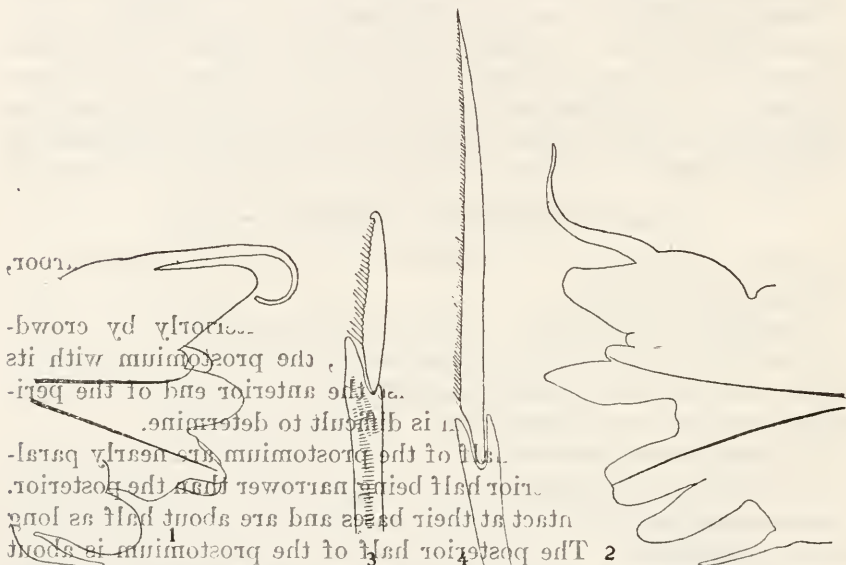 by crowd-
, the prostomium with its
the anterior end of the peri-
is difficult to determine.
of the prostomium are nearly paral-
half being narrower than the posterior.
at their bases and are about half as long
The posterior half of the prostomium is about
1 3 4 2